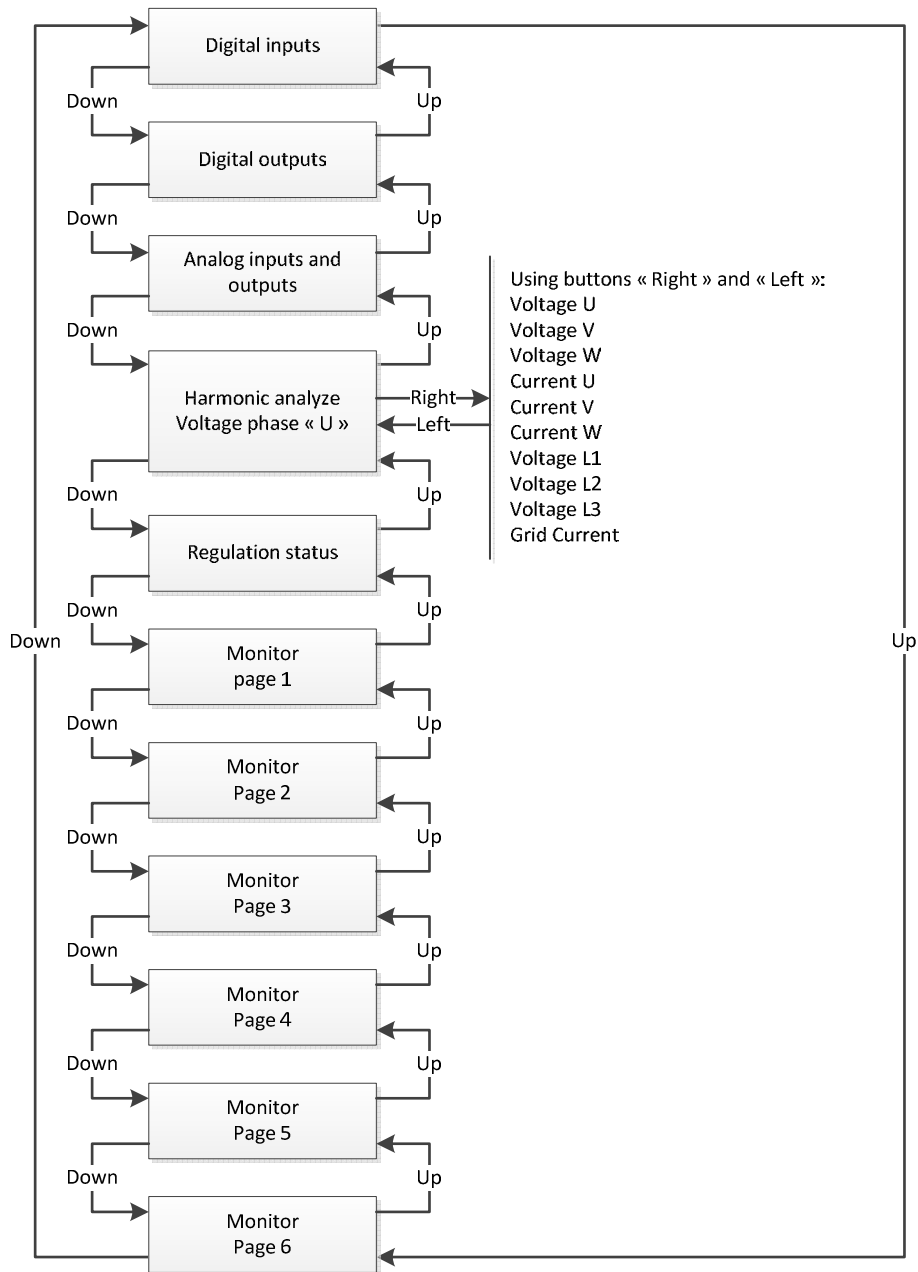 Digital inputs
Down
Up
Digital outputs
Down
Up
Analog inputs and
outputs
Down
Up
Harmonic analyze
Voltage phase « U »
Right
Left
Using buttons « Right » and « Left »:
Voltage U
Voltage V
Voltage W
Current U
Current V
Current W
Voltage L1
Voltage L2
Voltage L3
Grid Current
Down
Up
Regulation status
Down
Up
Down
Up
Monitor
page 1
Down
Up
Monitor
Page 2
Down
Up
Monitor
Page 3
Down
Up
Monitor
Page 4
Down
Up
Monitor
Page 5
Down
Up
Monitor
Page 6